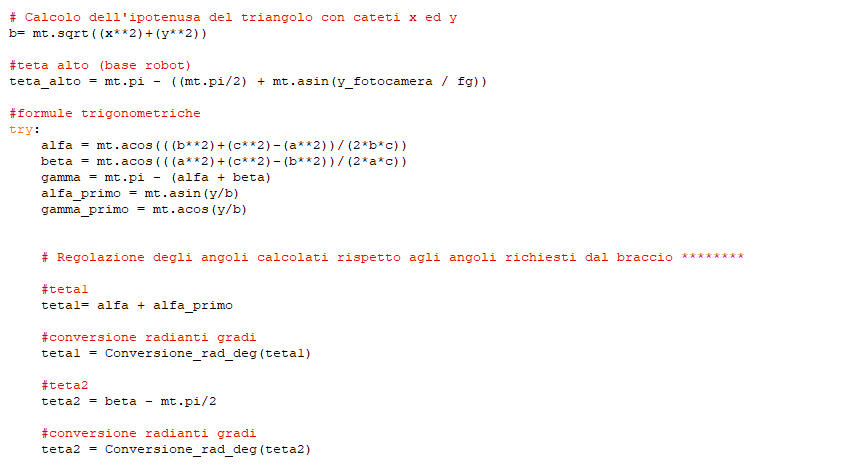 # Calcolo dell'ipotenusa del triangolo con cateti x ed y
b= mt.sqrt((x**2)+(y**2))
#teta alto (base robot)
teta_alto = mt.pi - ((mt.pi/2) + mt.asin(y_fotocamera / fg))
#formule trigonometriche
try:
    alfa = mt.acos(((b**2)+(c**2)-(a**2))/(2*b*c))
    beta = mt.acos(((a**2)+(c**2)-(b**2))/(2*a*c))
    gamma = mt.pi - (alfa + beta)
    alfa_primo = mt.asin(y/b)
    gamma_primo = mt.acos(y/b)
    # Regolazione degli angoli calcolati rispetto agli angoli richiesti dal braccio ********
    #teta1
    teta1= alfa + alfa_primo
    #conversione radianti gradi
    teta1 = Conversione_rad_deg(teta1)
    #teta2
    teta2 = beta - mt.pi/2
    #conversione radianti gradi
    teta2 = Conversione_rad_deg(teta2)